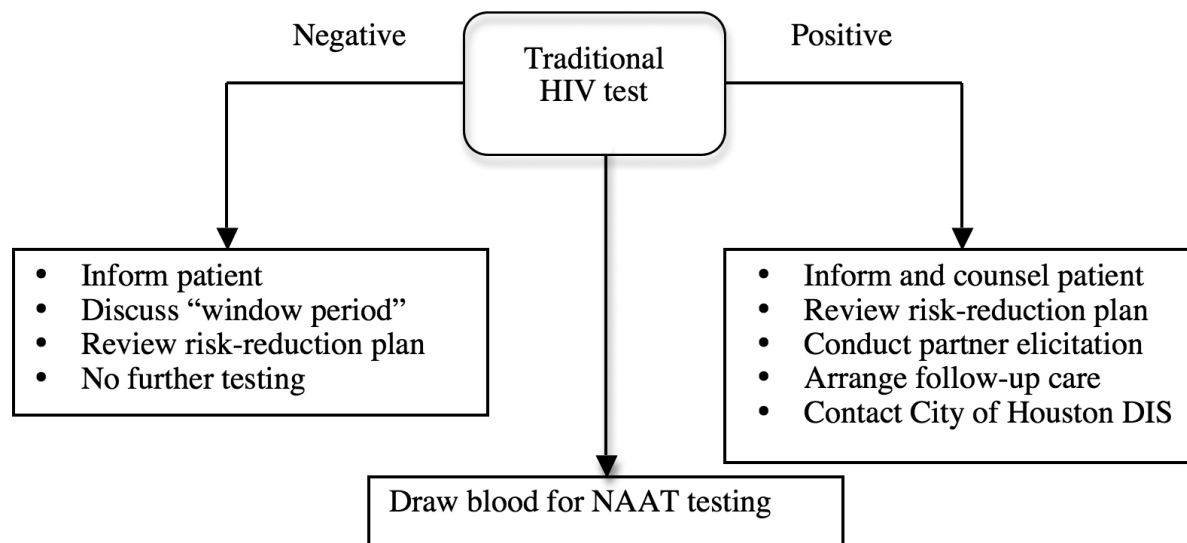 Negative
Traditional
HIV test
Positive
• Inform patient
• Discuss “window period”
• Review risk-reduction plan
• No further testing
• Inform and counsel patient
• Review risk-reduction plan
• Conduct partner elicitation
• Arrange follow-up care
• Contact City of Houston DIS
Draw blood for NAAT testing